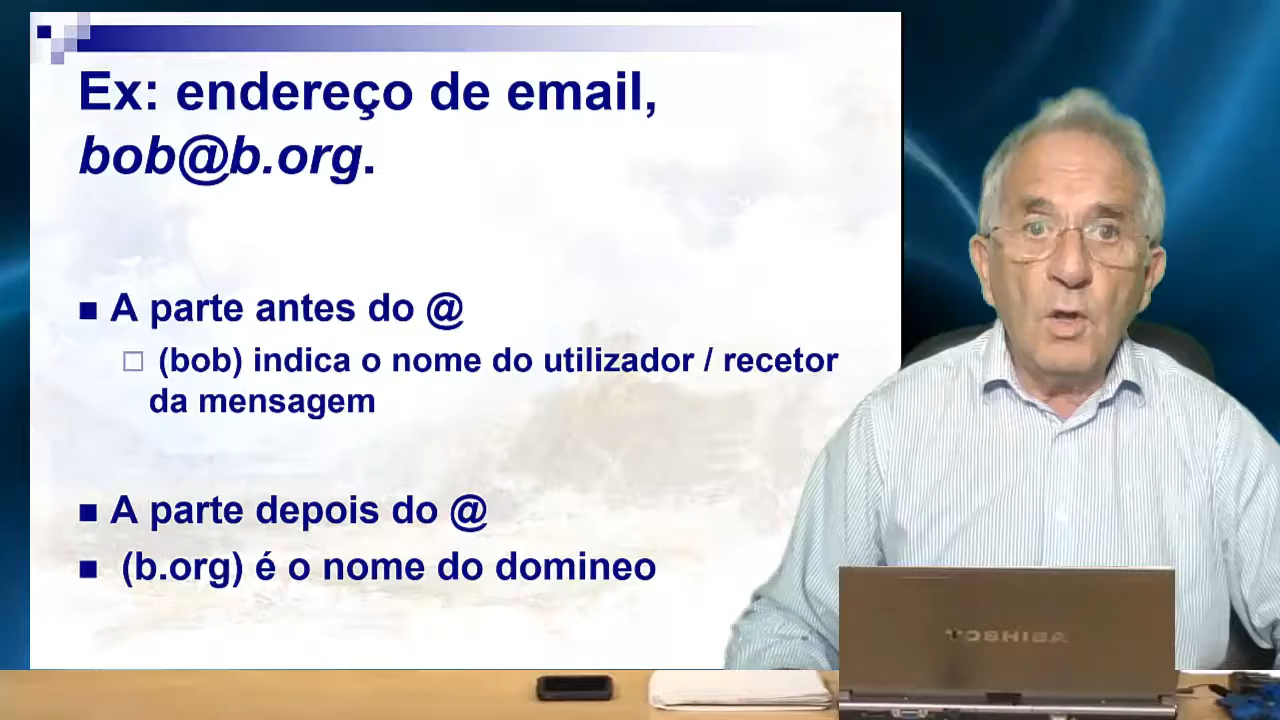 Ex: endereço de email,
bob@b.org.
A parte antes do @
(bob) indica o nome do utilizador / recetor
da mensagem
A parte depois do @
(b.org) é o nome do domineo
TOSHIBA